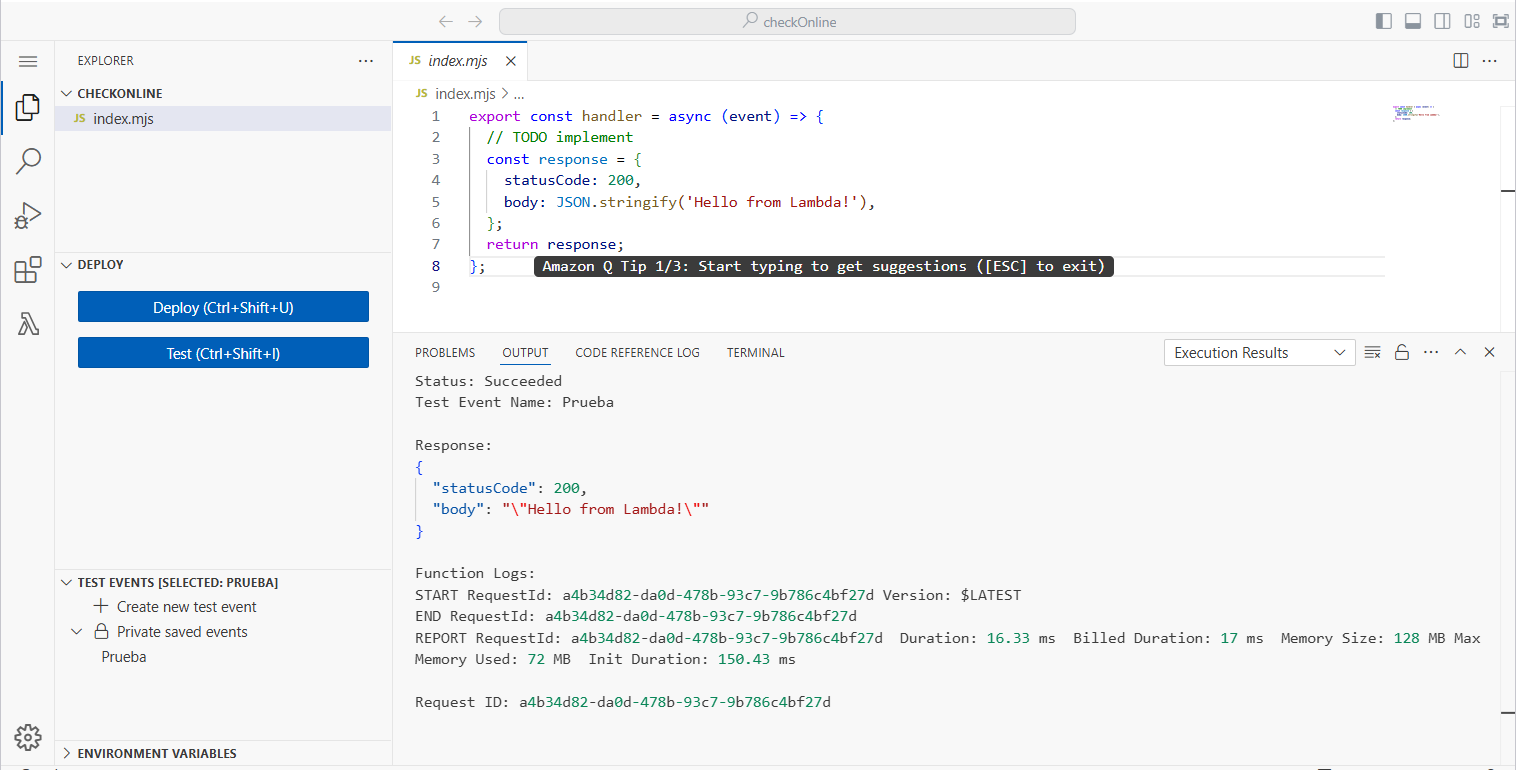 checkOnline
EXPLORER
CHECKONLINE
JS index.mjs
DEPLOY
Deploy (Ctrl+Shift+U)
Test (Ctrl+Shift+I)
TEST EVENTS [SELECTED: PRUEBA]
Create new test event
Private saved events
Prueba
ENVIRONMENT VARIABLES
JS index.mjs
JS index.mjs > ...
1 export const handler = async (event) => {
2 // TODO implement
3 const response = {
4 statusCode: 200,
5 body: JSON.stringify('Hello from Lambda!'),
6 };
7 return response;
8 }; Amazon Q Tip 1/3: Start typing to get suggestions ([ESC] to exit)
9
PROBLEMS OUTPUT CODE REFERENCE LOG TERMINAL Execution Results
Status: Succeeded
Test Event Name: Prueba
Response:
{
"statusCode": 200,
"body": "\"Hello from Lambda!\""
}
Function Logs:
START RequestId: a4b34d82-da0d-478b-93c7-9b786c4bf27d Version: $LATEST
END RequestId: a4b34d82-da0d-478b-93c7-9b786c4bf27d
REPORT RequestId: a4b34d82-da0d-478b-93c7-9b786c4bf27d Duration: 16.33 ms Billed Duration: 17 ms Memory Size: 128 MB Max
Memory Used: 72 MB Init Duration: 150.43 ms
Request ID: a4b34d82-da0d-478b-93c7-9b786c4bf27d